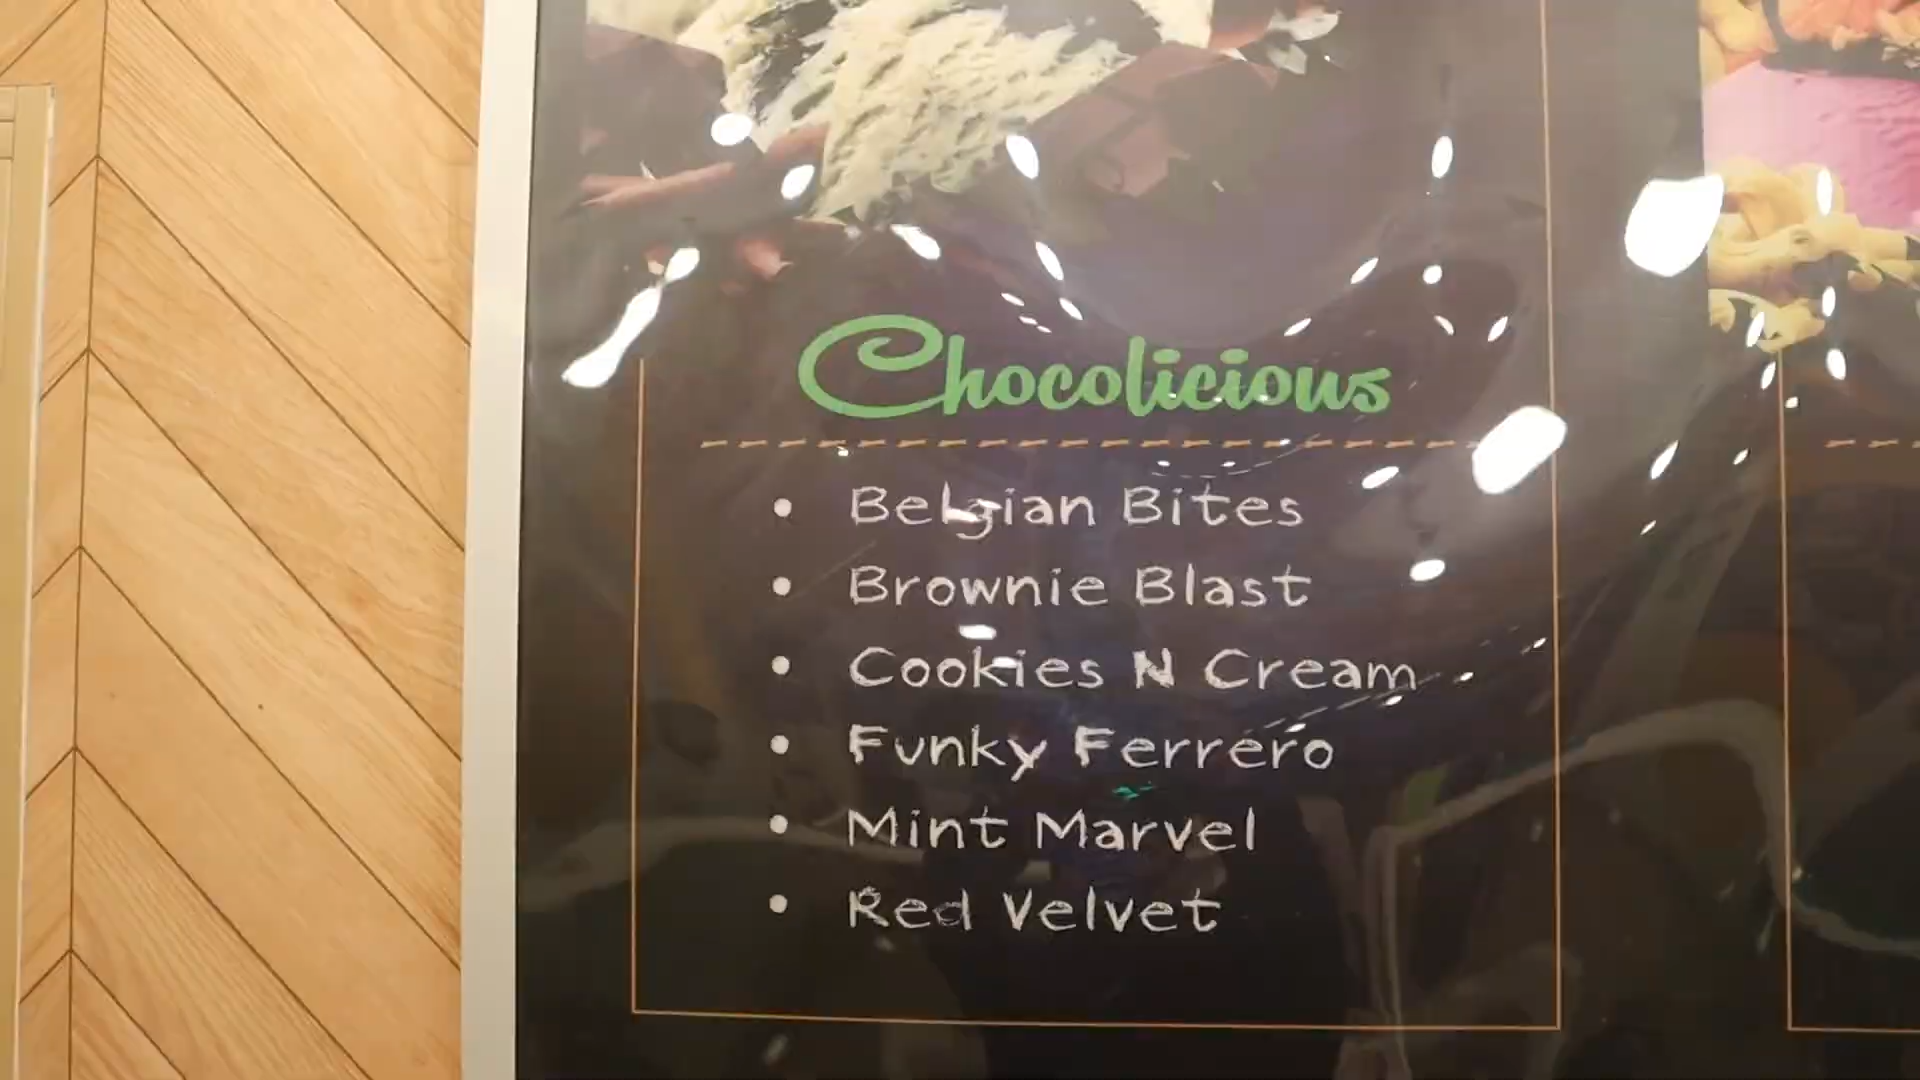 Chocolicious
• Belgian Bites
• Brownie Blast
• Cookies N Cream
• Funky Ferrero
• Mint Marvel
• Red Velvet